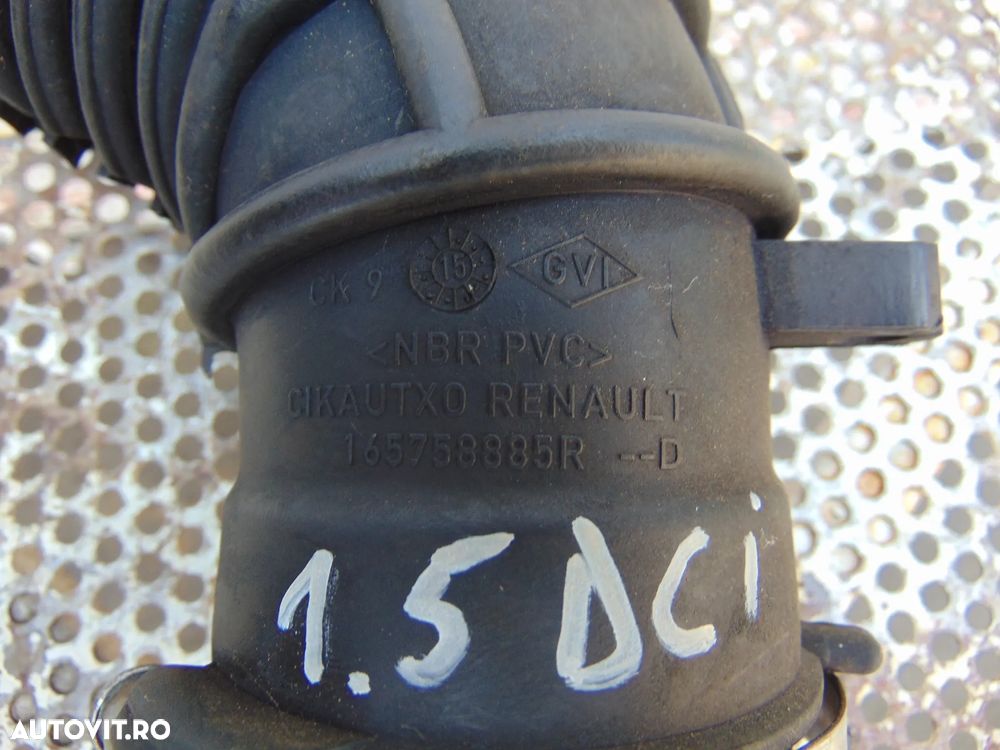 CK 9 15 GVI
<NBR PVC>
CIKAUTXO RENAULT
165758885R --D
1.5 DCi
AUTOVIT.RO